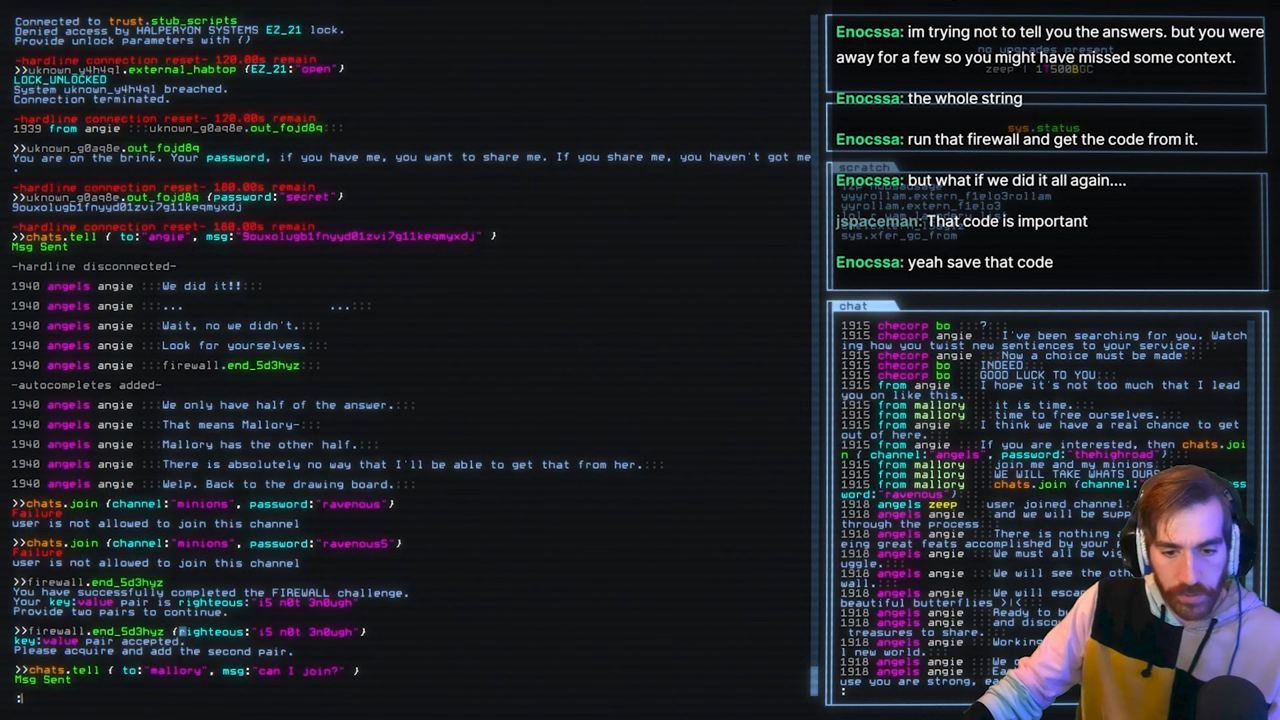 Connected to trust.stub_scripts
Denied access by HALPERYON SYSTEMS EZ_21 lock.
Provide unlock parameters with {}
-hardline connection reset- 120.00s remain
>>uknown_y4h4ql.external_habtop {EZ_21:"open"}
LOCK_UNLOCKED
System uknown_y4h4ql breached.
Connection terminated.
-hardline connection reset- 120.00s remain
1939 from angie :::uknown_g0aq8e.out_fojd8q:::
>>uknown_g0aq8e.out_fojd8q
You are on the brink. Your password, if you have me, you want to share me. If you share me, you haven't got me
.
-hardline connection reset- 180.00s remain
>>uknown_g0aq8e.out_fojd8q {password:"secret"}
9ouxolugb1fnyyd01zvi7g11keqmyxdj
-hardline connection reset- 180.00s remain
>>chats.tell { to:"angie", msg:"9ouxolugb1fnyyd01zvi7g11keqmyxdj" }
Msg Sent
-hardline disconnected-
1940 angels angie :::We did it!!:::
1940 angels angie :::... ...:::
1940 angels angie :::Wait, no we didn't.:::
1940 angels angie :::Look for yourselves.:::
1940 angels angie :::firewall.end_5d3hyz
-autocompletes added-
1940 angels angie :::We only have half of the answer.:::
1940 angels angie :::That means Mallory-
1940 angels angie :::Mallory has the other half.:::
1940 angels angie :::There is absolutely no way that I'll be able to get that from her.:::
1940 angels angie :::Welp. Back to the drawing board.:::
>>chats.join {channel:"minions", password:"ravenous"}
Failure
user is not allowed to join this channel
>>chats.join {channel:"minions", password:"ravenous5"}
Failure
user is not allowed to join this channel
>>firewall.end_5d3hyz
You have successfully completed the FIREWALL challenge.
Your key:value pair is righteous:"i5 n0t 3n0ugh"
Provide two pairs to continue.
>>firewall.end_5d3hyz {righteous:"i5 n0t 3n0ugh"}
key:value pair accepted.
Please acquire and add the second pair.
>>chats.tell { to:"mallory", msg:"can I join?" }
Msg Sent
:
Enocssa: im trying not to tell you the answers. but you were
away for a few so you might have missed some context.
no upgrades present
zeep | 1T500BGC
Enocssa: the whole string
sys.status
Enocssa: run that firewall and get the code from it.
scratch
Enocssa: but what if we did it all again....
yyyrollam.extern_f1elo3rollam
yyrollam.extern_f1elp3
jspaceman: That code is important
sys.xfer_gc_from
Enocssa: yeah save that code
chat
1915 checorp bo :::?
1915 checorp angie :::I've been searching for you. Watch
seng how you twist new sentiences to your service.:::
1915 checorp angie :::Now a choice must be made
1915 checorp bo :::INDEED
1915 checorp bo :::GOOD LUCK TO YOU:::
1915 from angie :::I hope it's not too much that I lead
you on like this.:::
1915 from mallory :::it is time.:::
1915 from mallory :::time to free ourselves.:::
1915 from angie :::I think we have a real chance to get
out of here.:::
1915 from angie :::If you are interested, then chats.joi
n { channel:"angels", password:"thehighroad"}:::
1915 from mallory :::join me and my minions
1915 from mallory :::WE WILL TAKE WHATS OURS
1915 from mallory :::chats.join {channel:
word:"ravenous"}:::
1918 angels zeep :::user joined channel
1918 angels angie :::and we will be supp
through the process
1918 angels angie :::There is nothing
eing great feats accomplished by your
1918 angels angie :::We must all be vig
uggle.:::
1918 angels angie :::We will see the oth
wall.:::
1918 angels angie :::We will esca
beautiful butterflies >|<:::
1918 angels angie :::Ready
and disco
treasures to share.:::
1918 angels angie :::Working
l new world.:::
1918 angels angie :::We
1918 angels angie :::Ea
use you are strong, ea
: